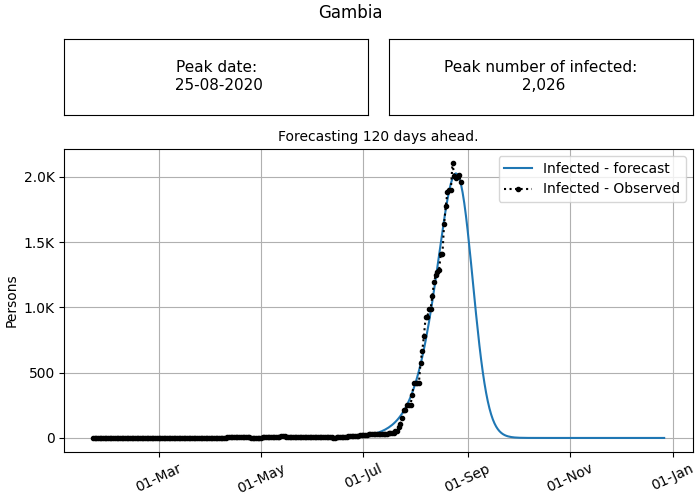 Gambia
Peak date:
25-08-2020
Peak number of infected:
2,026
Forecasting 120 days ahead.
Infected - forecast
Infected - Observed
2.0K
1.5K
1.0K
500
0
Persons
01-Mar
01-May
01-Jul
01-Sep
01-Nov
01-Jan